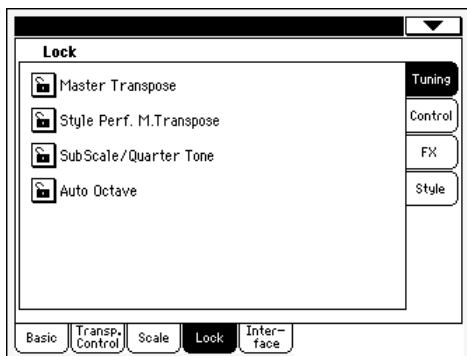 Lock
Master Transpose
Style Perf. M.Transpose
SubScale/Quarter Tone
Auto Octave
Tuning
Control
FX
Style
Basic
Transp.
Control
Scale
Lock
Inter-
face